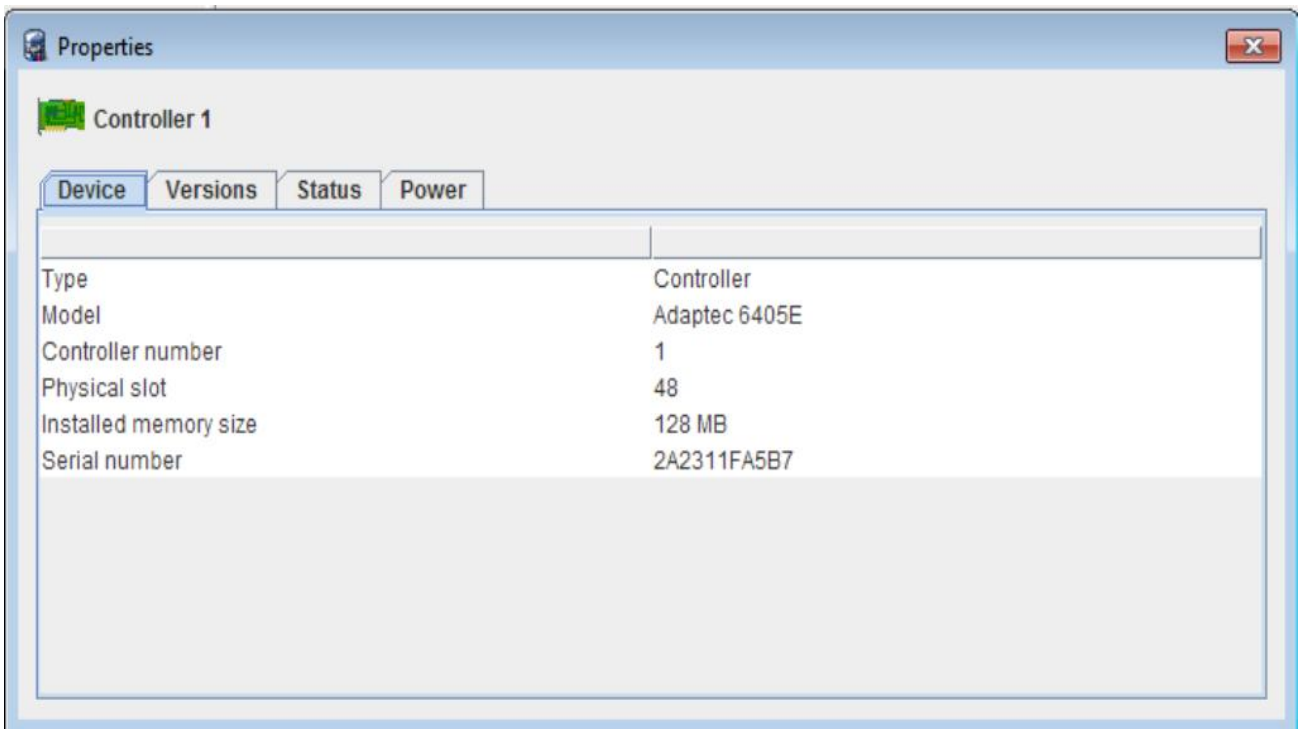 Properties
Controller 1
Device Versions Status Power
Type Controller
Model Adaptec 6405E
Controller number 1
Physical slot 48
Installed memory size 128 MB
Serial number 2A2311FA5B7